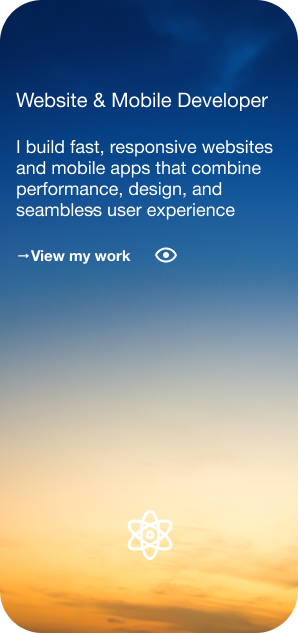 Website & Mobile Developer
I build fast, responsive websites
and mobile apps that combine
performance, design, and
seamless user experience
→View my work